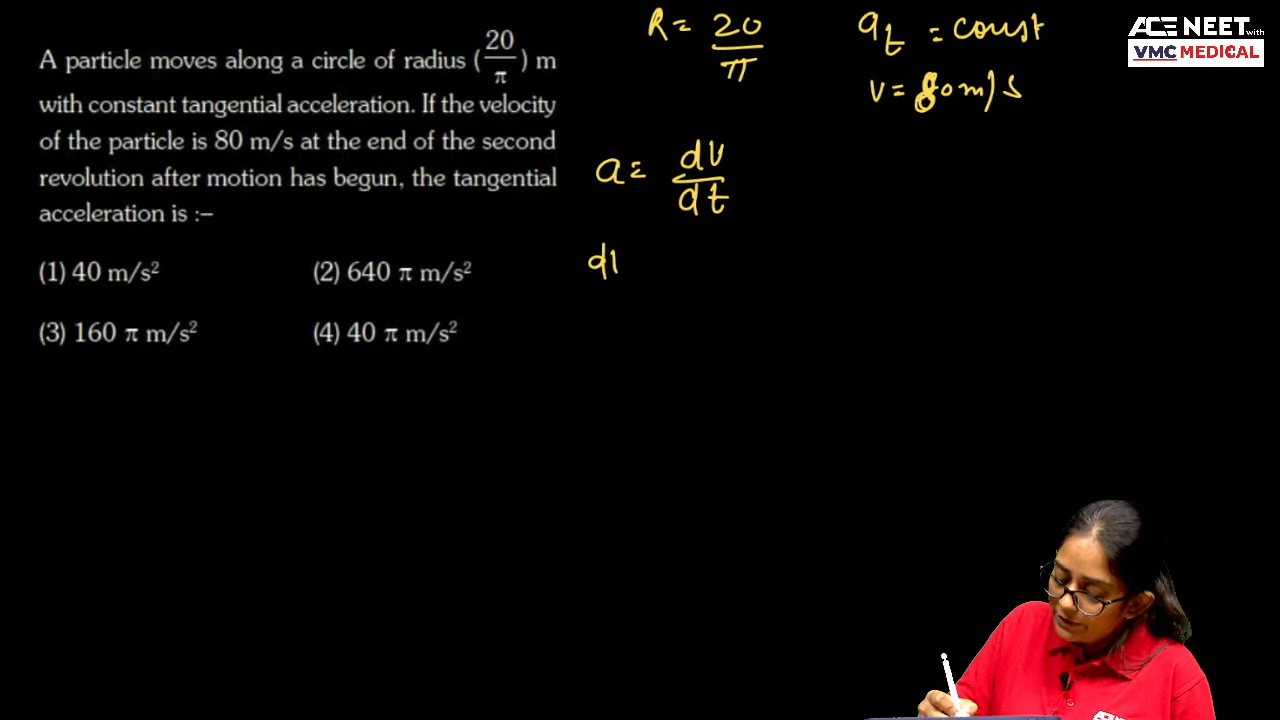 A particle moves along a circle of radius (20/π) m
with constant tangential acceleration. If the velocity
of the particle is 80 m/s at the end of the second
revolution after motion has begun, the tangential
acceleration is :–
(1) 40 m/s²
(2) 640 π m/s²
(3) 160 π m/s²
(4) 40 π m/s²
R = 20/π
a_t = const
v = 80 m/s
a = dv/dt
dl
ACE NEET with
VMC MEDICAL